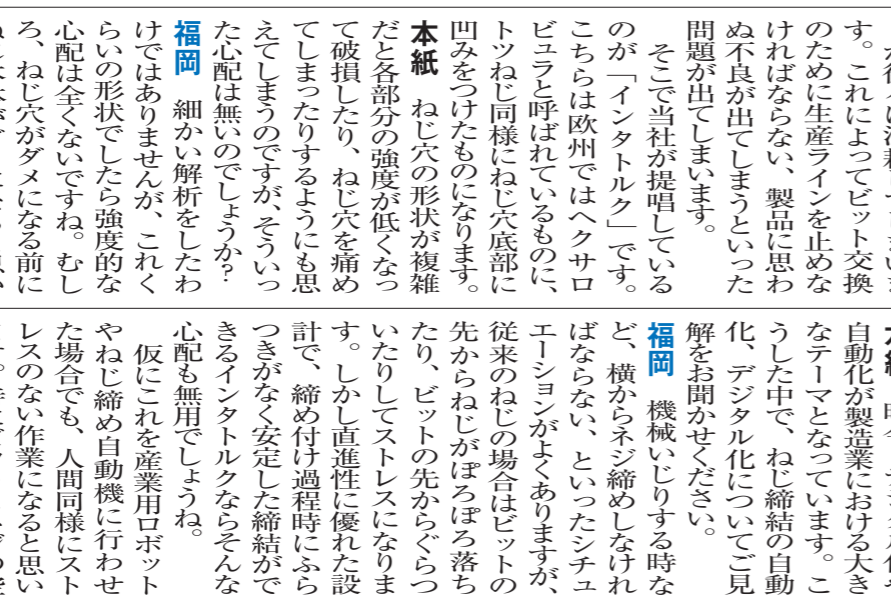 す。これによってビット交換
のために生産ラインを止めな
ければならない、製品に思わ
ぬ不良が出てしまうといった
問題が出てしまいます。
そこで当社が提唱している
のが「インタトルク」です。
こちらは欧州ではヘクサロ
ビュラと呼ばれているものに、
トツねじ同様にねじ穴底部に
凹みをつけたものになります。
本紙 ねじ穴の形状が複雑
だと各部分の強度が低くなっ
て破損したり、ねじ穴を痛め
てしまったりするようにも思
えてしまうのですが、そういっ
た心配は無いのでしょうか?
福岡 細かい解析をしたわ
けではありませんが、これく
らいの形状でしたら強度的な
心配は全くないですね。むし
ろ、ねじ穴がダメになる前に
自動化が製造業における大き
なテーマとなっています。こ
うした中で、ねじ締結の自動
化、デジタル化についてご見
解をお聞かせください。
福岡 機械いじりする時な
ど、横からネジ締めしなけれ
ばならない、といったシチュ
エーションがよくありますが、
従来のねじの場合はビットの
先からねじがぽろぽろ落ち
たり、ビットの先からぐらつ
いたりしてストレスになりま
す。しかし直進性に優れた設
計で、締め付け過程時にふら
つきがなく安定した締結がで
きるインタトルクならそんな
心配も無用でしょうね。
仮にこれを産業用ロボット
やねじ締め自動機に行わせ
た場合でも、人間同様にスト
レスのない作業になると思い